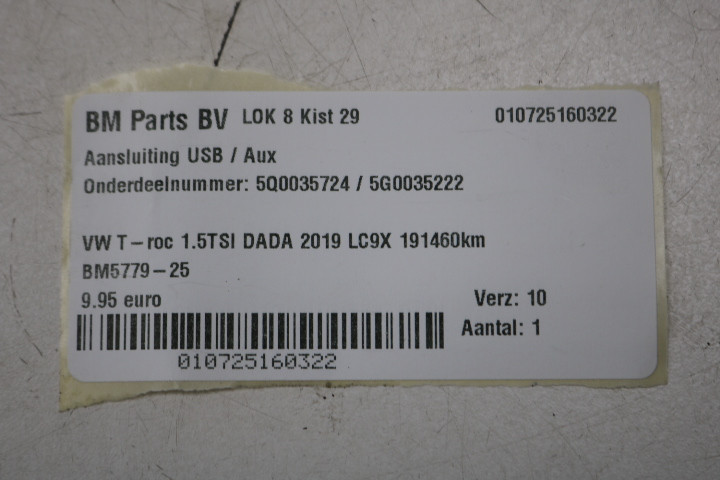 BM Parts BV LOK 8 Kist 29 010725160322
Aansluiting USB / Aux
Onderdeelnummer: 5Q0035724 / 5G0035222
VW T-roc 1.5TSI DADA 2019 LC9X 191460km
BM5779-25
9.95 euro Verz: 10
Aantal: 1
010725160322